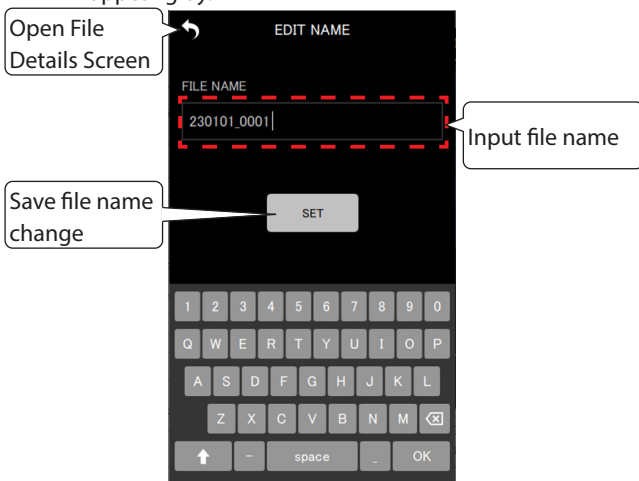 Open File
Details Screen
EDIT NAME
FILE NAME
230101_0001
Input file name
Save file name
change
SET
1 2 3 4 5 6 7 8 9 0
Q W E R T Y U I O P
A S D F G H J K L
Z X C V B N M
- space _ OK